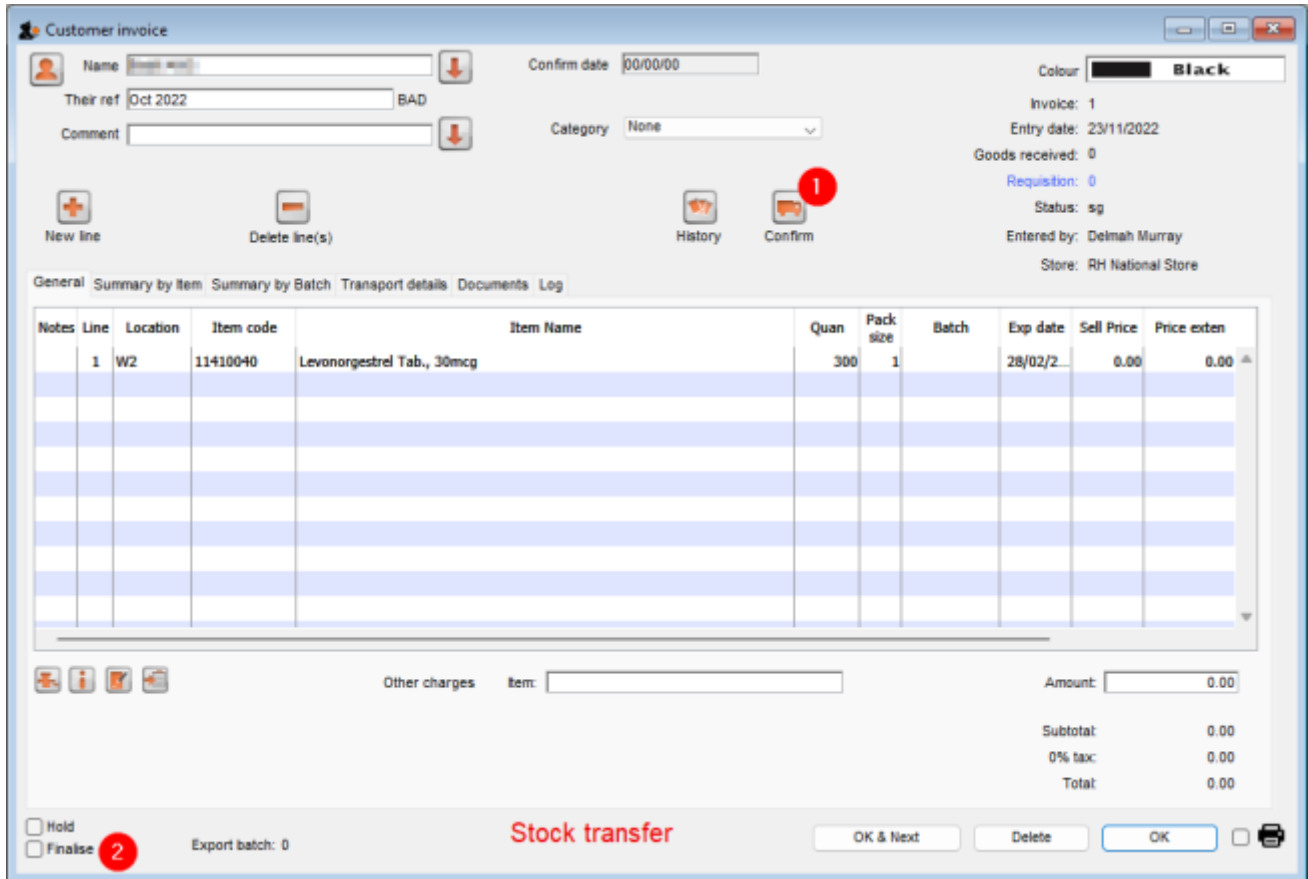 Customer invoice
Name
Confirm date 00/00/00
Colour Black
Their ref Oct 2022 BAD
Invoice: 1
Comment
Category None
Entry date: 23/11/2022
Goods received: 0
Requisition: 0
1
Status: sg
New line Delete line(s) History Confirm
Entered by: Delmah Murray
Store: RH National Store
General Summary by Item Summary by Batch Transport details Documents Log
Notes Line Location Item code Item Name Quan Pack size Batch Exp date Sell Price Price exten
1 W2 11410040 Levonorgestrel Tab., 30mcg 300 1 28/02/2... 0.00 0.00
Other charges Item: Amount: 0.00
Subtotal: 0.00
0% tax: 0.00
Total: 0.00
Hold
Finalise 2 Export batch: 0 Stock transfer OK & Next Delete OK